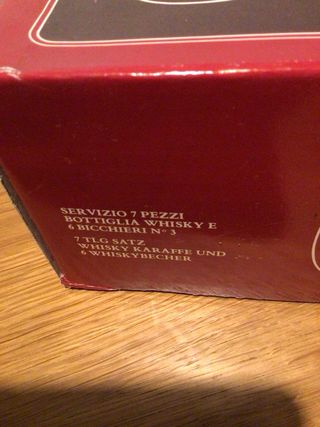 SERVIZIO 7 PEZZI
BOTTIGLIA WHISKY E
6 BICCHIERI N° 3
7 TLG SATZ
WHISKY KARAFFE UND
6 WHISKYBECHER